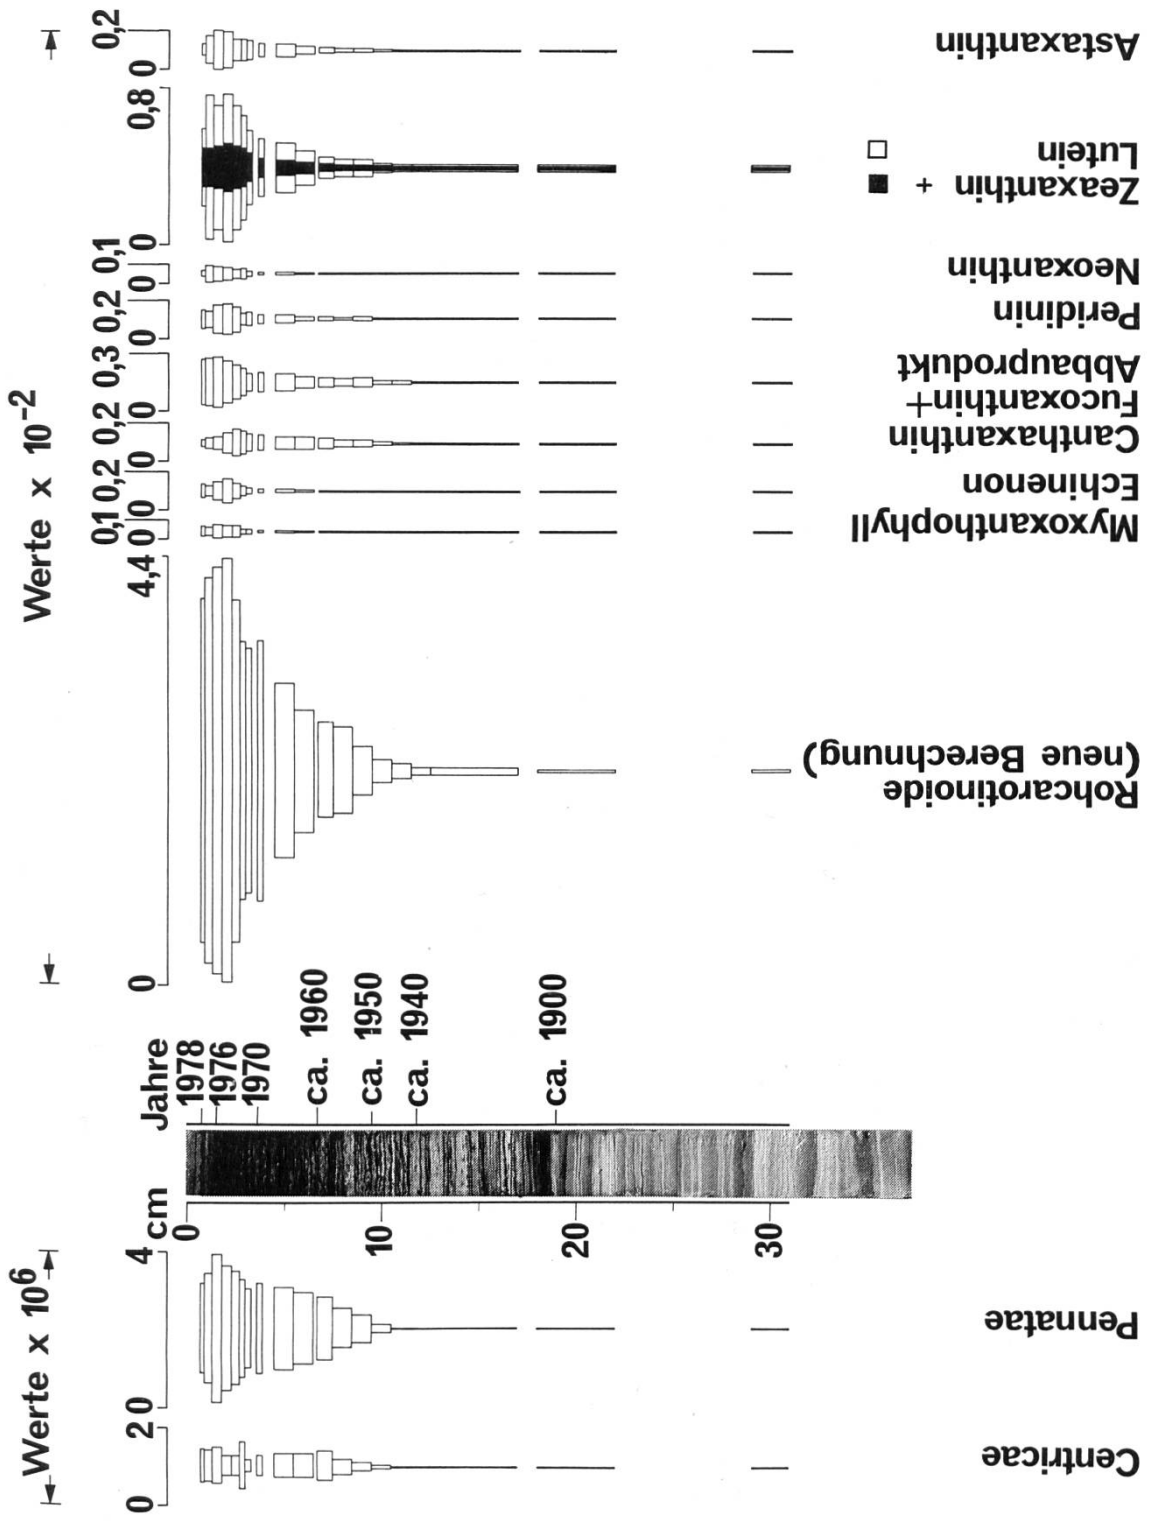 Werte x 10⁶
Werte x 10⁻²
0 2
0 4
cm
Jahre
0
10
20
30
1978
1976
1970
ca. 1960
ca. 1950
ca. 1940
ca. 1900
0 4,4
0 0,1
0 0,2
0 0,2
0 0,3
0 0,2
0 0,1
0 0,8
0 0,2
Centricae
Pennatae
Rohcarotinoide
(neue Berechnung)
Myxoxanthophyll
Echinenon
Canthaxanthin
Fucoxanthin+
Abbauprodukt
Peridinin
Neoxanthin
Zeaxanthin +
Lutein
Astaxanthin